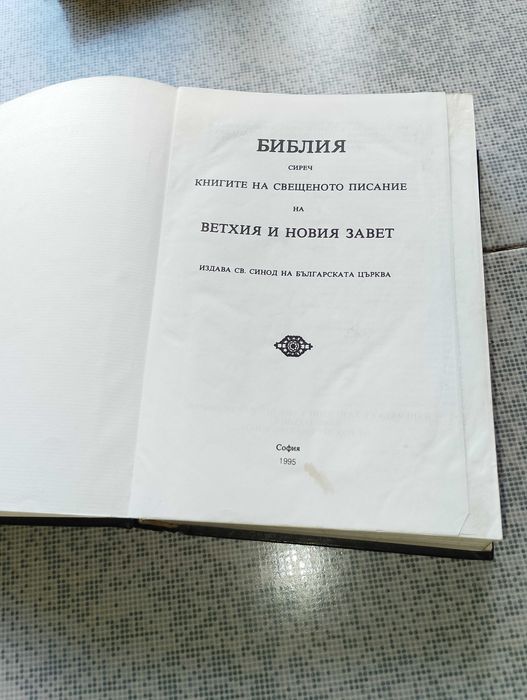 БИБЛИЯ
СИРЕЧ
КНИГИТЕ НА СВЕЩЕНОТО ПИСАНИЕ
НА
ВЕТХИЯ И НОВИЯ ЗАВЕТ
ИЗДАВА СВ. СИНОД НА БЪЛГАРСКАТА ЦЪРКВА
София
1995